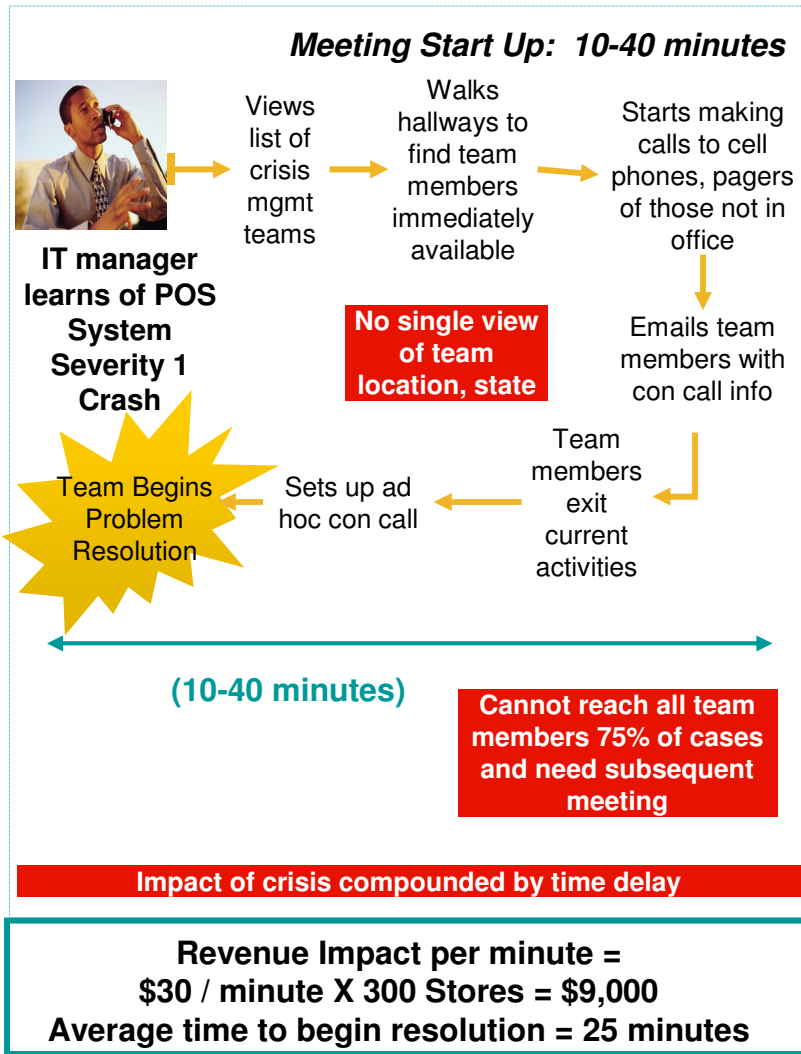 Meeting Start Up: 10-40 minutes
Views
list of
crisis
mgmt
teams
Walks
hallways to
find team
members
immediately
available
Starts making
calls to cell
phones, pagers
of those not in
office
IT manager
learns of POS
System
Severity 1
Crash
No single view
of team
location, state
Emails team
members with
con call info
Team
members
exit
current
activities
Sets up ad
hoc con call
Team Begins
Problem
Resolution
(10-40 minutes)
Cannot reach all team
members 75% of cases
and need subsequent
meeting
Impact of crisis compounded by time delay
Revenue Impact per minute =
$30 / minute X 300 Stores = $9,000
Average time to begin resolution = 25 minutes